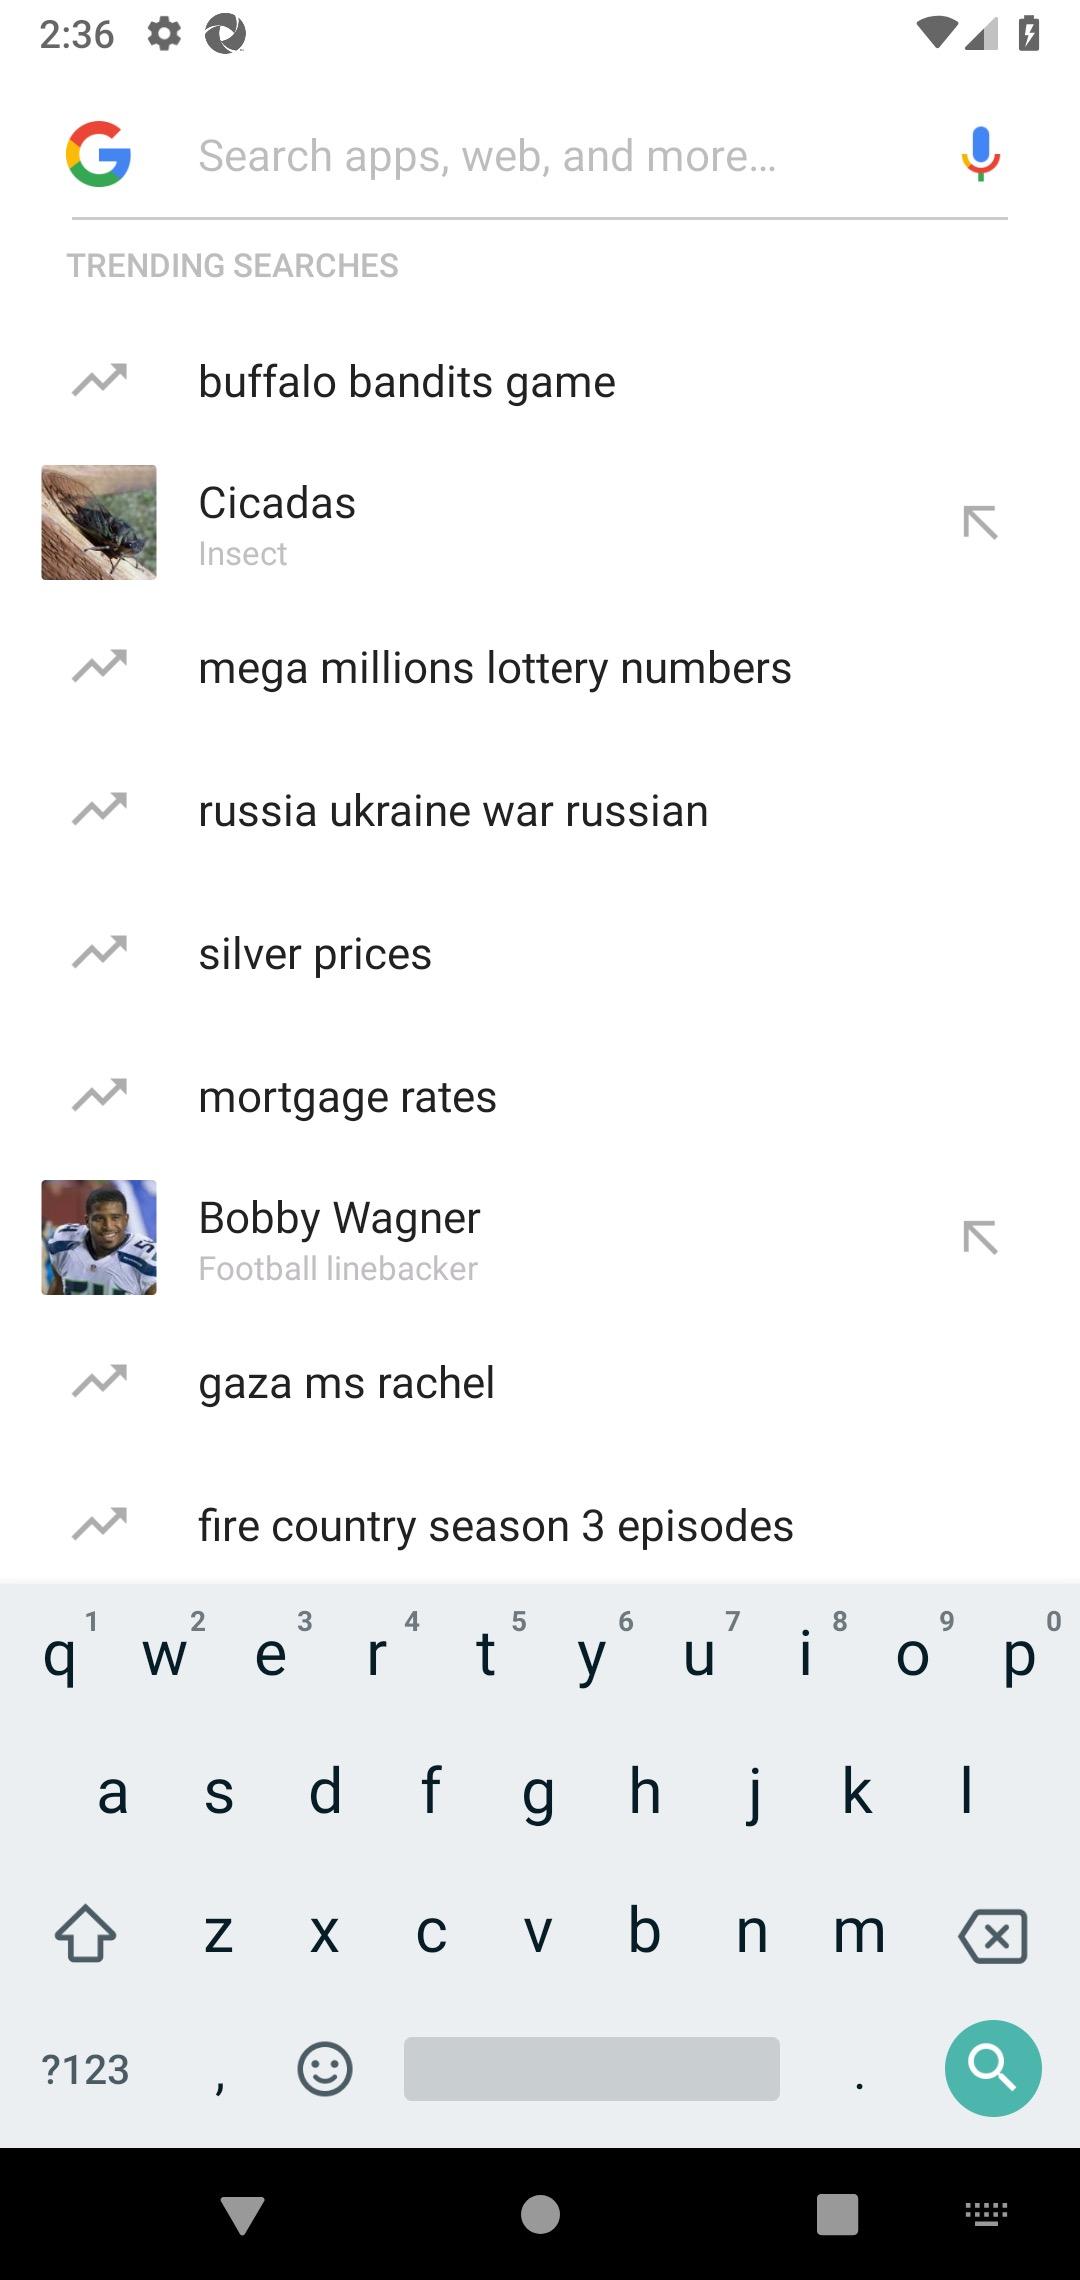 2:36
Search apps, web, and more...
TRENDING SEARCHES
buffalo bandits game
Cicadas
Insect
mega millions lottery numbers
russia ukraine war russian
silver prices
mortgage rates
Bobby Wagner
Football linebacker
gaza ms rachel
fire country season 3 episodes
1 2 3 4 5 6 7 8 9 0
q w e r t y u i o p
a s d f g h j k l
z x c v b n m
?123 , .